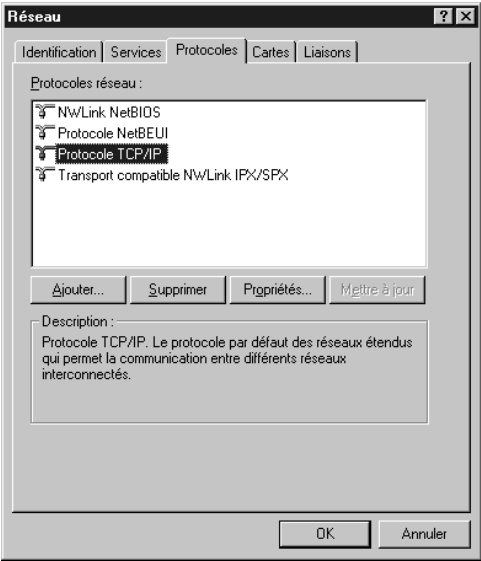 Réseau
Identification Services Protocoles Cartes Liaisons
Protocoles réseau :
NWLink NetBIOS
Protocole NetBEUI
Protocole TCP/IP
Transport compatible NWLink IPX/SPX
Ajouter... Supprimer Propriétés... Mettre à jour
Description :
Protocole TCP/IP. Le protocole par défaut des réseaux étendus
qui permet la communication entre différents réseaux
interconnectés.
OK Annuler